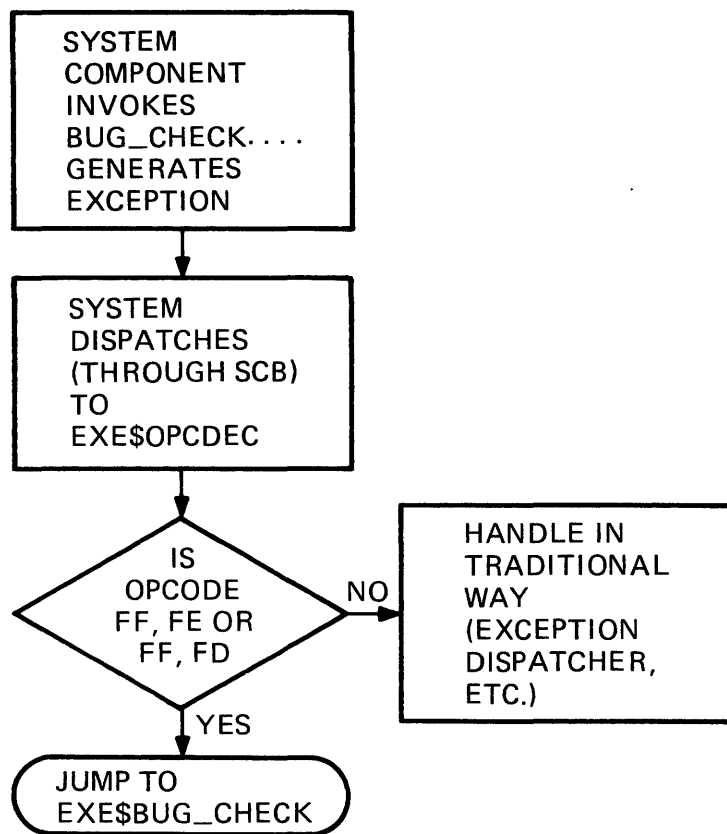 SYSTEM
COMPONENT
INVOKES
BUG_CHECK....
GENERATES
EXCEPTION
SYSTEM
DISPATCHES
(THROUGH SCB)
TO
EXE$OPCDEC
IS
OPCODE
FF, FE OR
FF, FD
NO
HANDLE IN
TRADITIONAL
WAY
(EXCEPTION
DISPATCHER,
ETC.)
YES
JUMP TO
EXE$BUG_CHECK